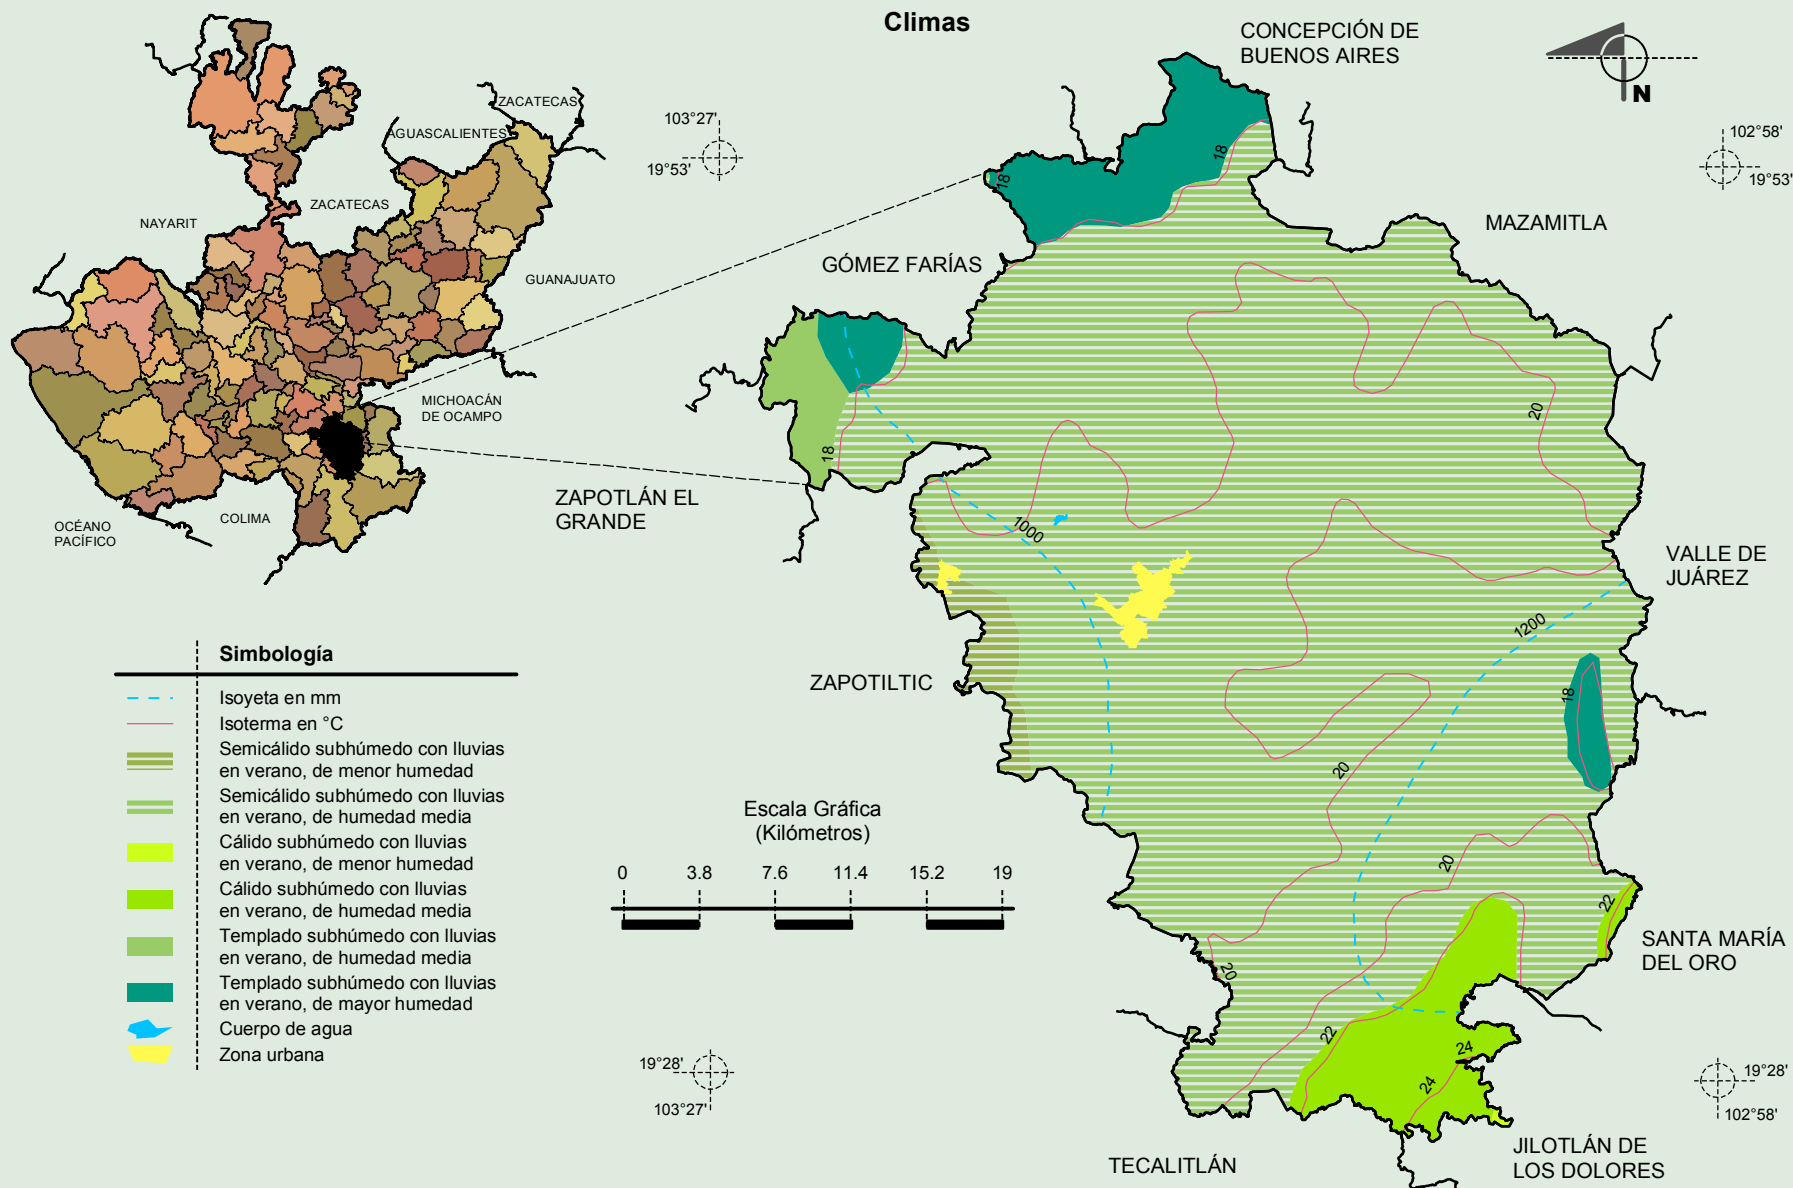 Climas
CONCEPCIÓN DE
BUENOS AIRES
N
ZACATECAS
AGUASCALIENTES
103°27'
19°53'
102°58'
19°53'
ZACATECAS
NAYARIT
GUANAJUATO
MICHOACÁN
DE OCAMPO
COLIMA
OCÉANO
PACÍFICO
MAZAMITLA
GÓMEZ FARÍAS
ZAPOTLÁN EL
GRANDE
VALLE DE
JUÁREZ
ZAPOTILTIC
SANTA MARÍA
DEL ORO
TECALITLÁN
JILOTLÁN DE
LOS DOLORES
18
18
18
20
1000
1200
18
20
20
22
20
22
24
24
Simbología
Isoyeta en mm
Isoterma en °C
Semicálido subhúmedo con lluvias
en verano, de menor humedad
Semicálido subhúmedo con lluvias
en verano, de humedad media
Cálido subhúmedo con lluvias
en verano, de menor humedad
Cálido subhúmedo con lluvias
en verano, de humedad media
Templado subhúmedo con lluvias
en verano, de humedad media
Templado subhúmedo con lluvias
en verano, de mayor humedad
Cuerpo de agua
Zona urbana
Escala Gráfica
(Kilómetros)
0 3.8 7.6 11.4 15.2 19
19°28'
103°27'
19°28'
102°58'